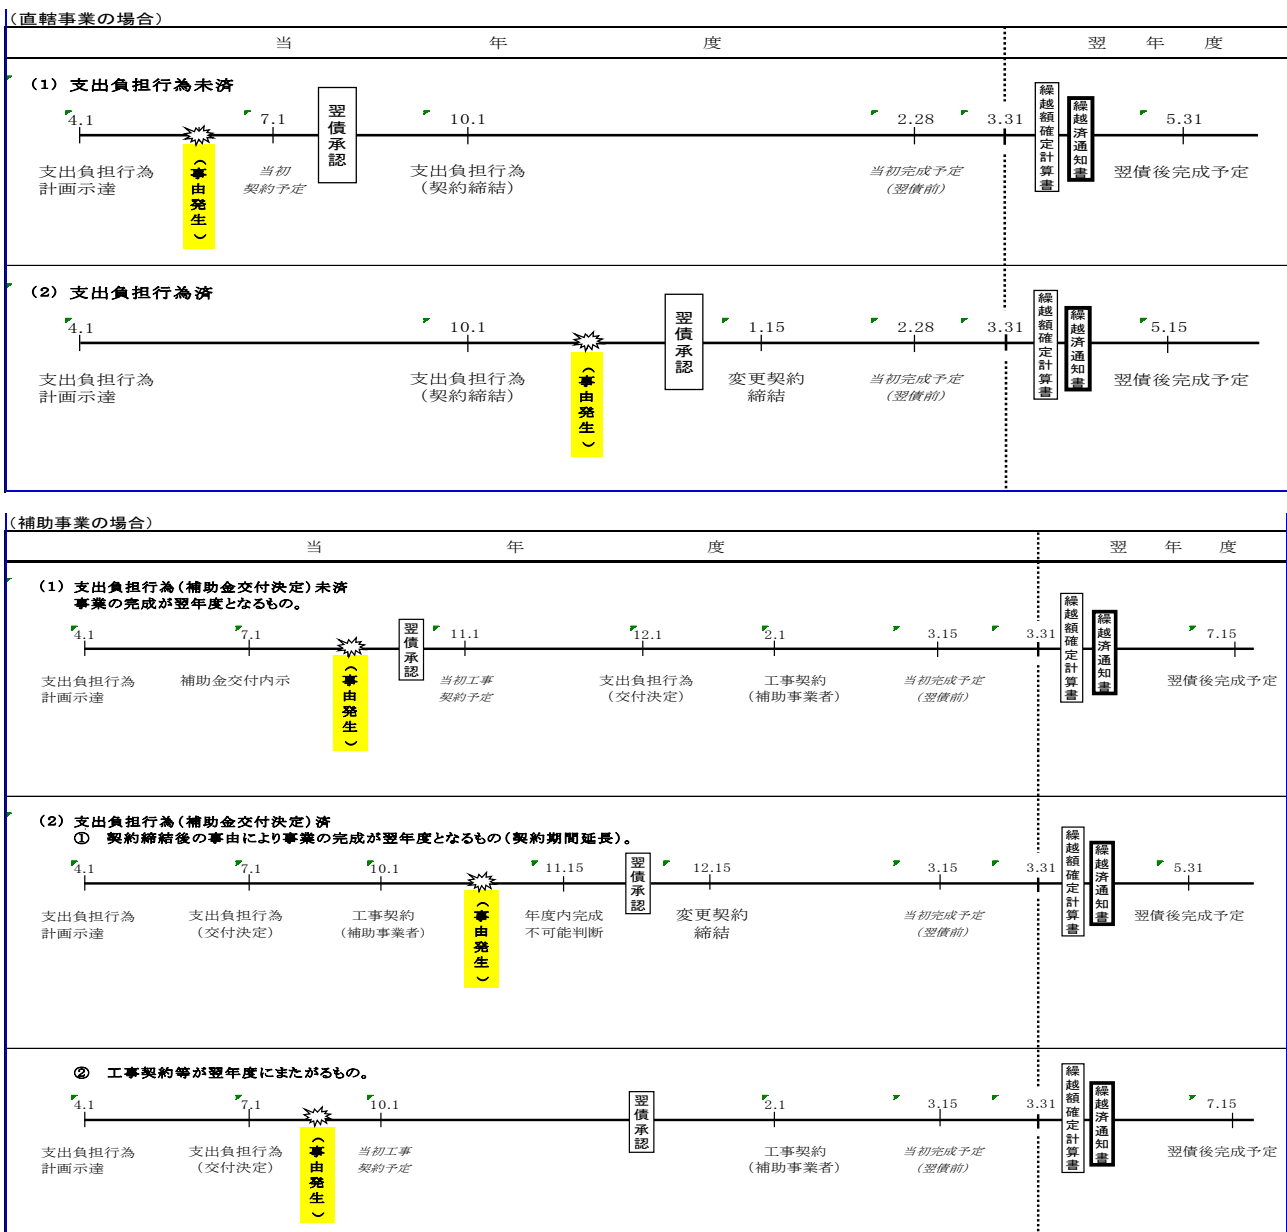 (直轄事業の場合)
当 年 度 翌 年 度
(1) 支出負担行為未済
4.1 7.1 翌債承認 10.1 2.28 3.31 繰越額確定計算書 繰越済通知書 5.31
支出負担行為
計画示達
(事由発生)
当初
契約予定
支出負担行為
(契約締結)
当初完成予定
(翌債前)
翌債後完成予定
(2) 支出負担行為済
4.1 10.1 翌債承認 1.15 2.28 3.31 繰越額確定計算書 繰越済通知書 5.15
支出負担行為
計画示達
支出負担行為
(契約締結)
(事由発生)
変更契約
締結
当初完成予定
(翌債前)
翌債後完成予定
(補助事業の場合)
当 年 度 翌 年 度
(1) 支出負担行為(補助金交付決定)未済
事業の完成が翌年度となるもの。
4.1 7.1 翌債承認 11.1 12.1 2.1 3.15 3.31 繰越額確定計算書 繰越済通知書 7.15
支出負担行為
計画示達
補助金交付内示
(事由発生)
当初工事
契約予定
支出負担行為
(交付決定)
工事契約
(補助事業者)
当初完成予定
(翌債前)
翌債後完成予定
(2) 支出負担行為(補助金交付決定)済
① 契約締結後の事由により事業の完成が翌年度となるもの(契約期間延長)。
4.1 7.1 10.1 11.15 翌債承認 12.15 3.15 3.31 繰越額確定計算書 繰越済通知書 5.31
支出負担行為
計画示達
支出負担行為
(交付決定)
工事契約
(補助事業者)
(事由発生)
年度内完成
不可能判断
変更契約
締結
当初完成予定
(翌債前)
翌債後完成予定
② 工事契約等が翌年度にまたがるもの。
4.1 7.1 10.1 翌債承認 2.1 3.15 3.31 繰越額確定計算書 繰越済通知書 7.15
支出負担行為
計画示達
支出負担行為
(交付決定)
(事由発生)
当初工事
契約予定
工事契約
(補助事業者)
当初完成予定
(翌債前)
翌債後完成予定